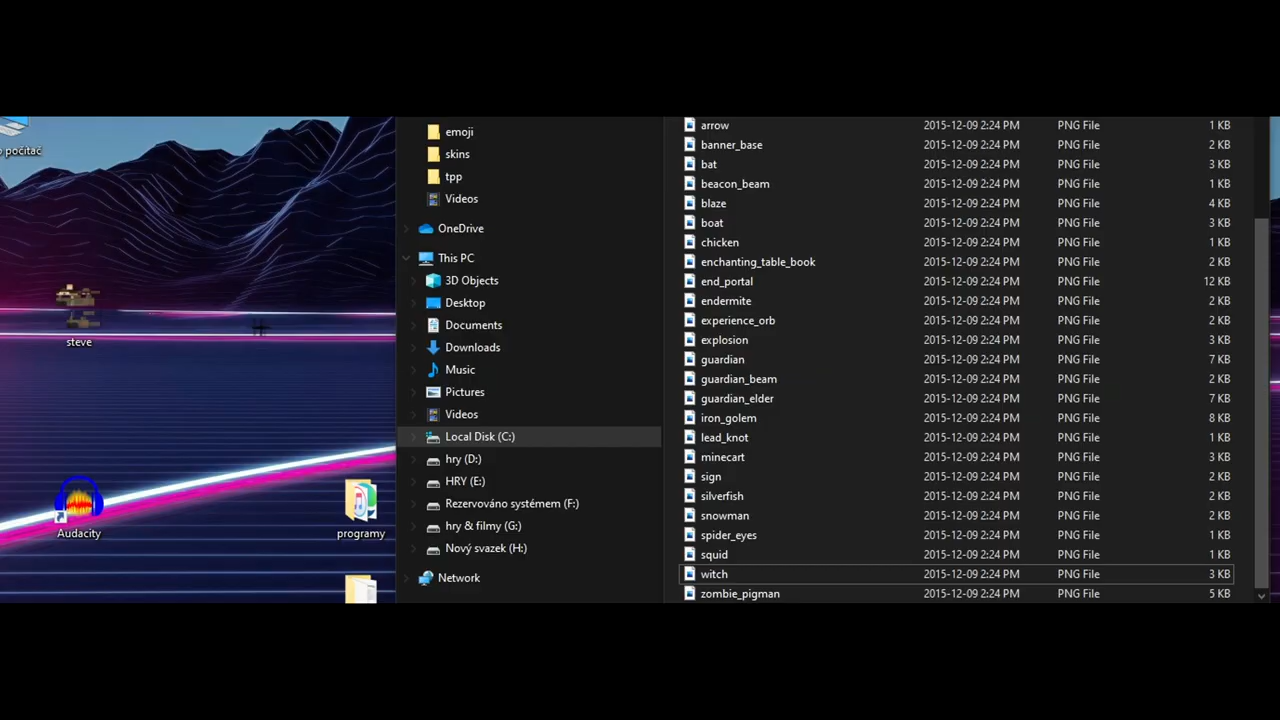 o počítač
steve
Audacity
programy
emoji
skins
tpp
Videos
OneDrive
This PC
3D Objects
Desktop
Documents
Downloads
Music
Pictures
Videos
Local Disk (C:)
hry (D:)
HRY (E:)
Rezervováno systémem (F:)
hry & filmy (G:)
Nový svazek (H:)
Network
arrow 2015-12-09 2:24 PM PNG File 1 KB
banner_base 2015-12-09 2:24 PM PNG File 2 KB
bat 2015-12-09 2:24 PM PNG File 3 KB
beacon_beam 2015-12-09 2:24 PM PNG File 1 KB
blaze 2015-12-09 2:24 PM PNG File 4 KB
boat 2015-12-09 2:24 PM PNG File 3 KB
chicken 2015-12-09 2:24 PM PNG File 1 KB
enchanting_table_book 2015-12-09 2:24 PM PNG File 2 KB
end_portal 2015-12-09 2:24 PM PNG File 12 KB
endermite 2015-12-09 2:24 PM PNG File 2 KB
experience_orb 2015-12-09 2:24 PM PNG File 2 KB
explosion 2015-12-09 2:24 PM PNG File 3 KB
guardian 2015-12-09 2:24 PM PNG File 7 KB
guardian_beam 2015-12-09 2:24 PM PNG File 2 KB
guardian_elder 2015-12-09 2:24 PM PNG File 7 KB
iron_golem 2015-12-09 2:24 PM PNG File 8 KB
lead_knot 2015-12-09 2:24 PM PNG File 1 KB
minecart 2015-12-09 2:24 PM PNG File 3 KB
sign 2015-12-09 2:24 PM PNG File 1 KB
silverfish 2015-12-09 2:24 PM PNG File 2 KB
snowman 2015-12-09 2:24 PM PNG File 2 KB
spider_eyes 2015-12-09 2:24 PM PNG File 1 KB
squid 2015-12-09 2:24 PM PNG File 1 KB
witch 2015-12-09 2:24 PM PNG File 3 KB
zombie_pigman 2015-12-09 2:24 PM PNG File 5 KB